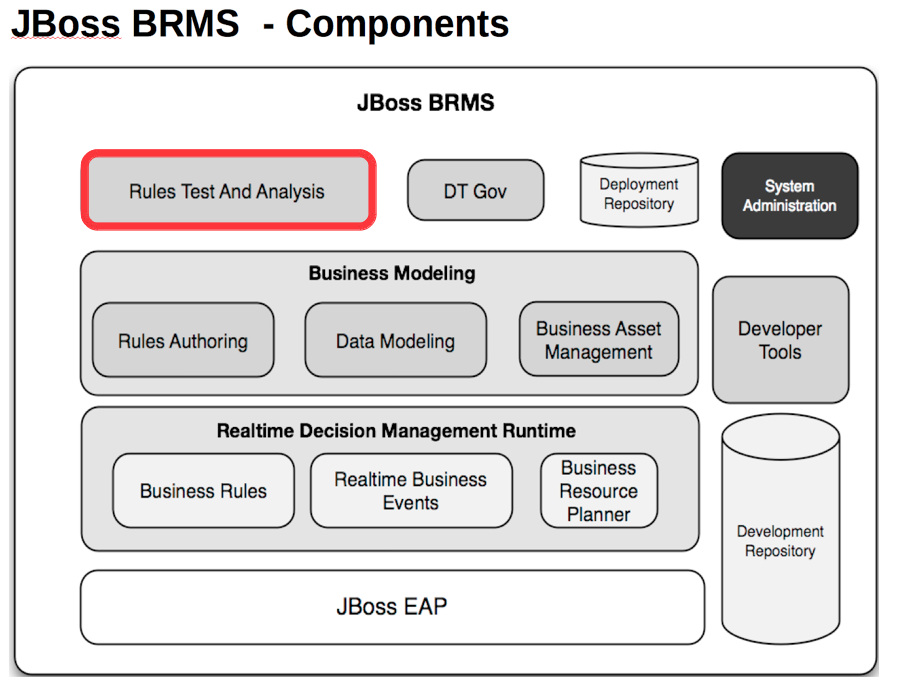 JBoss BRMS  - Components
JBoss BRMS
Rules Test And Analysis
DT Gov
Deployment
Repository
System
Administration
Business Modeling
Rules Authoring
Data Modeling
Business Asset
Management
Developer
Tools
Realtime Decision Management Runtime
Business Rules
Realtime Business
Events
Business
Resource
Planner
Development
Repository
JBoss EAP